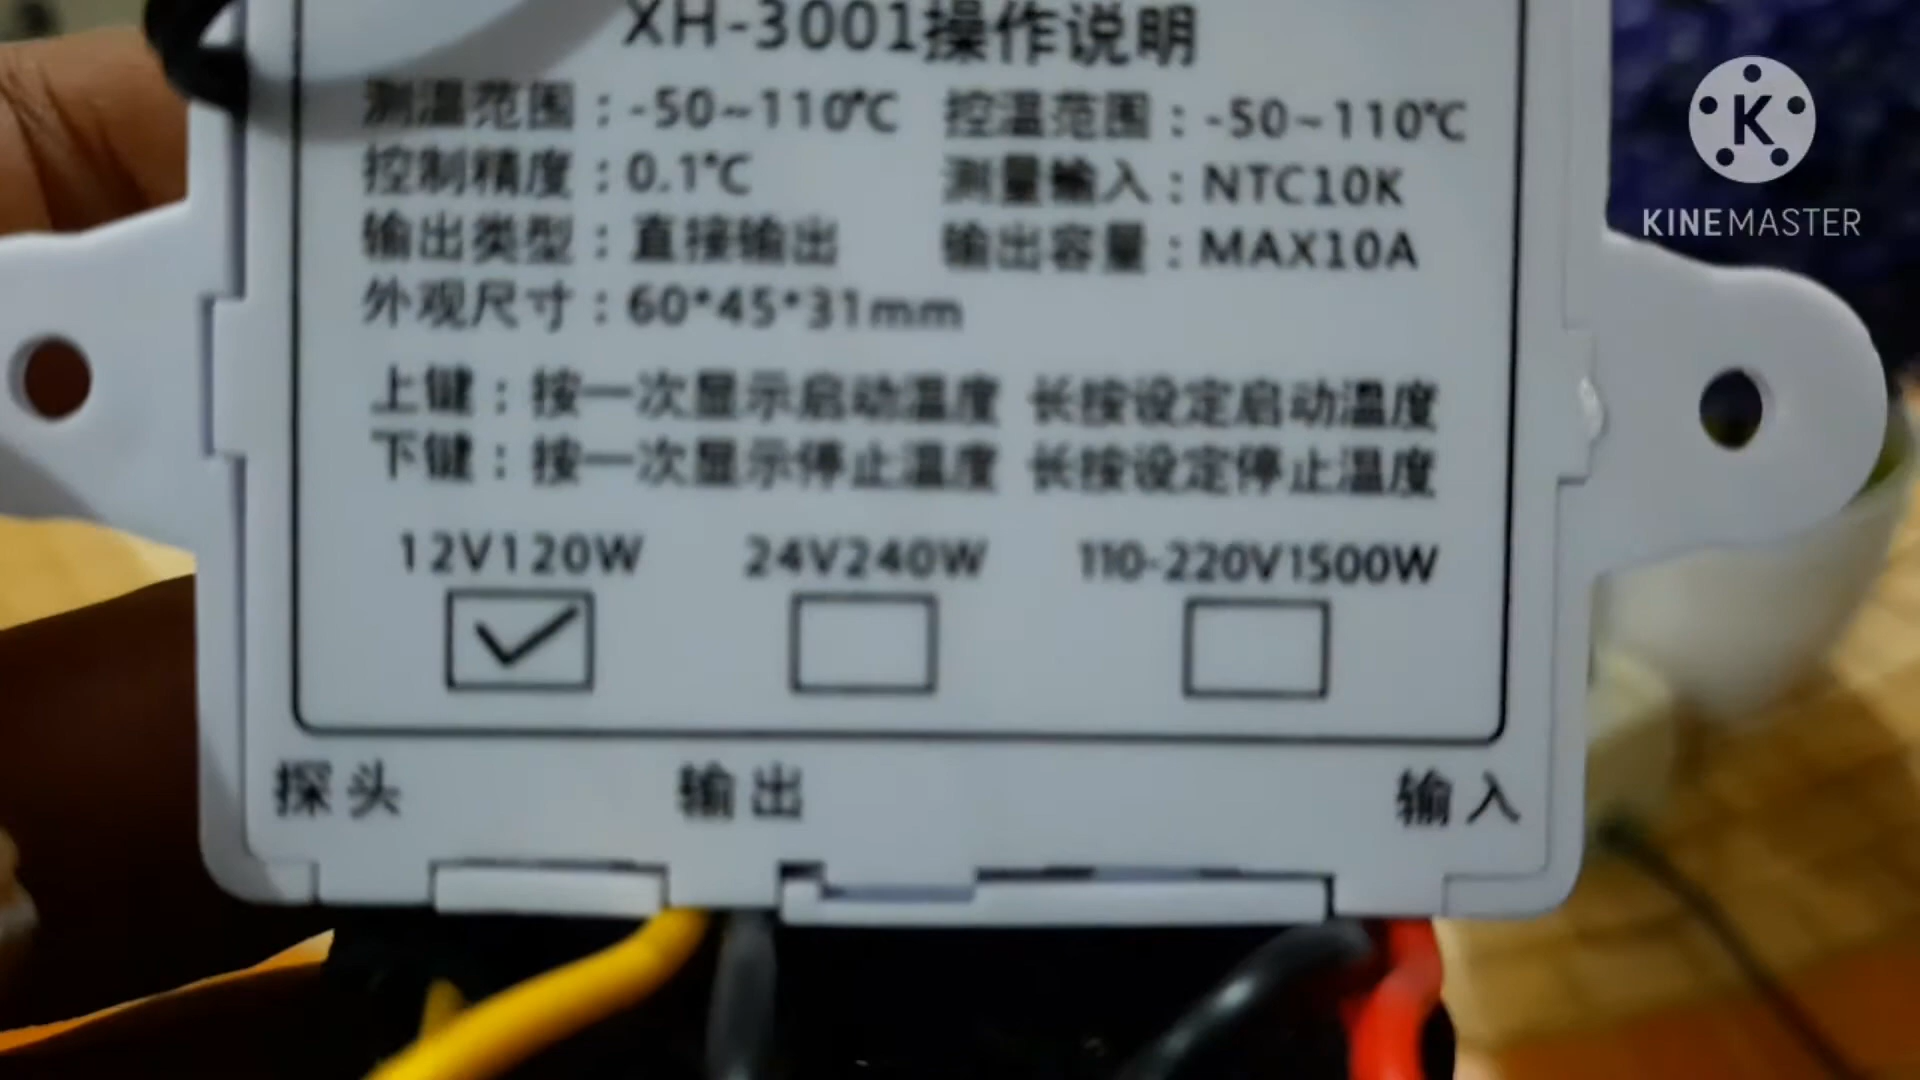 XH-3001操作说明
测温范围：-50~110℃ 控温范围：-50~110℃
控制精度：0.1℃ 测量输入：NTC10K
输出类型：直接输出 输出容量：MAX10A
外观尺寸：60*45*31mm
上键：按一次显示启动温度 长按设定启动温度
下键：按一次显示停止温度 长按设定停止温度
12V120W 24V240W 110-220V1500W
探头 输出 输入
K
KINEMASTER